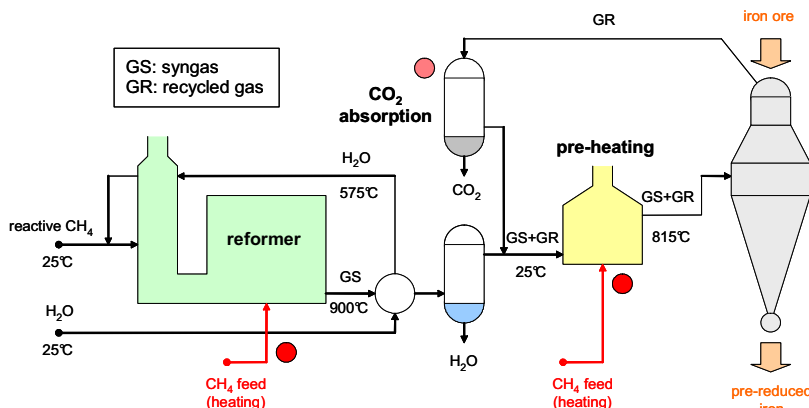 GR
iron ore
GS: syngas
GR: recycled gas
CO2
absorption
pre-heating
H2O
575℃
CO2
GS+GR
reactive CH4
25℃
reformer
GS+GR
25℃
815℃
GS
900℃
H2O
25℃
H2O
CH4 feed
(heating)
CH4 feed
(heating)
pre-reduced
iron